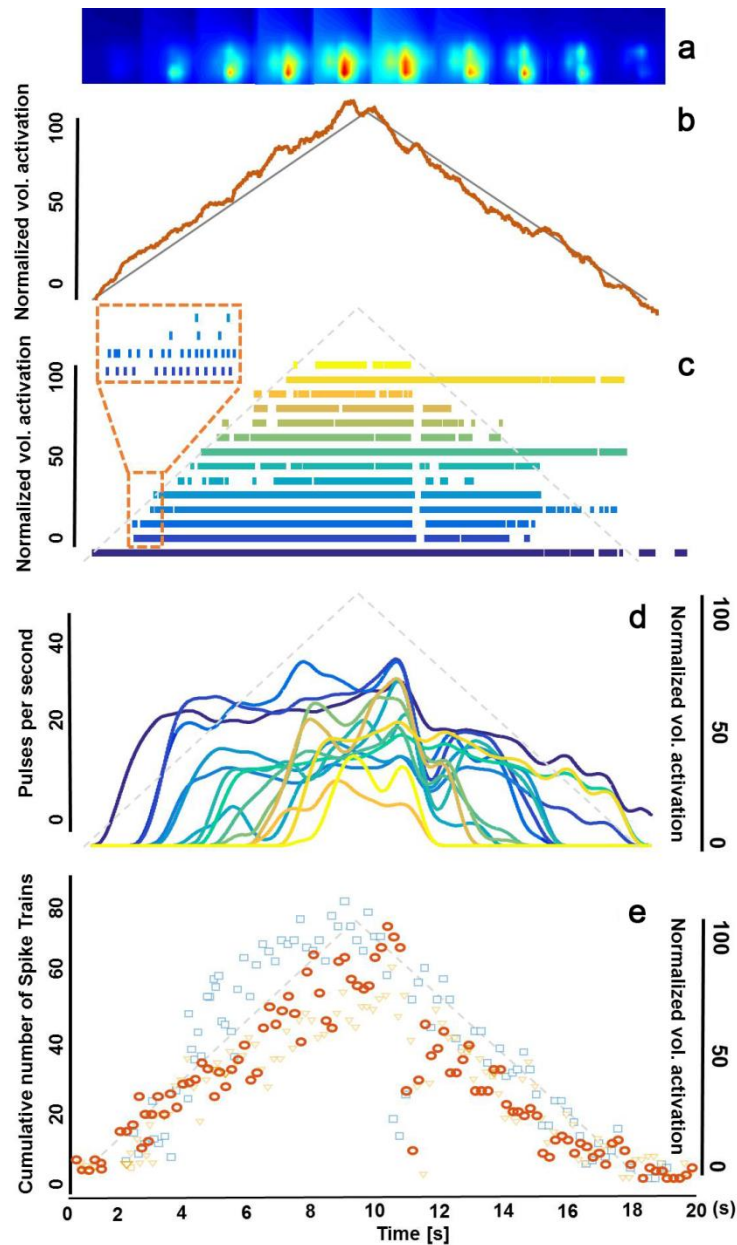 a
b
Normalized vol. activation
100
50
0
c
Normalized vol. activation
100
50
0
d
Pulses per second
40
20
0
Normalized vol. activation
100
50
0
e
Cumulative number of Spike Trains
80
60
40
20
0
Normalized vol. activation
100
50
0
0 2 4 6 8 10 12 14 16 18 20 (s)
Time [s]